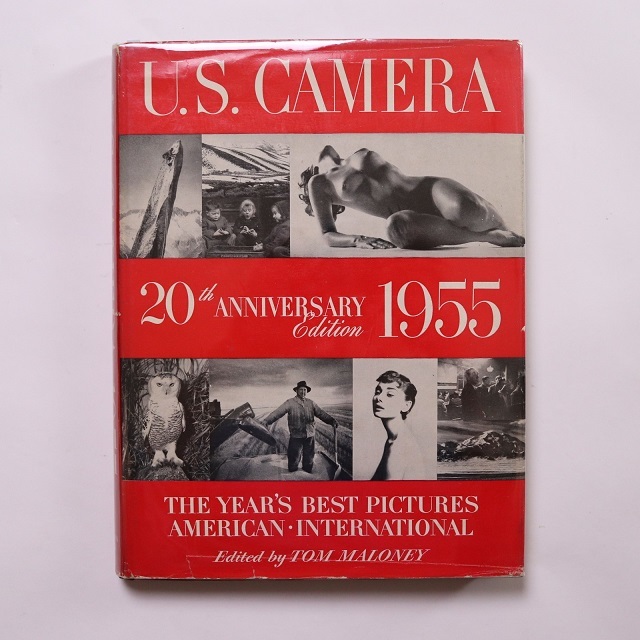 U.S. CAMERA
20th ANNIVERSARY Edition 1955
THE YEAR'S BEST PICTURES
AMERICAN · INTERNATIONAL
Edited by TOM MALONEY